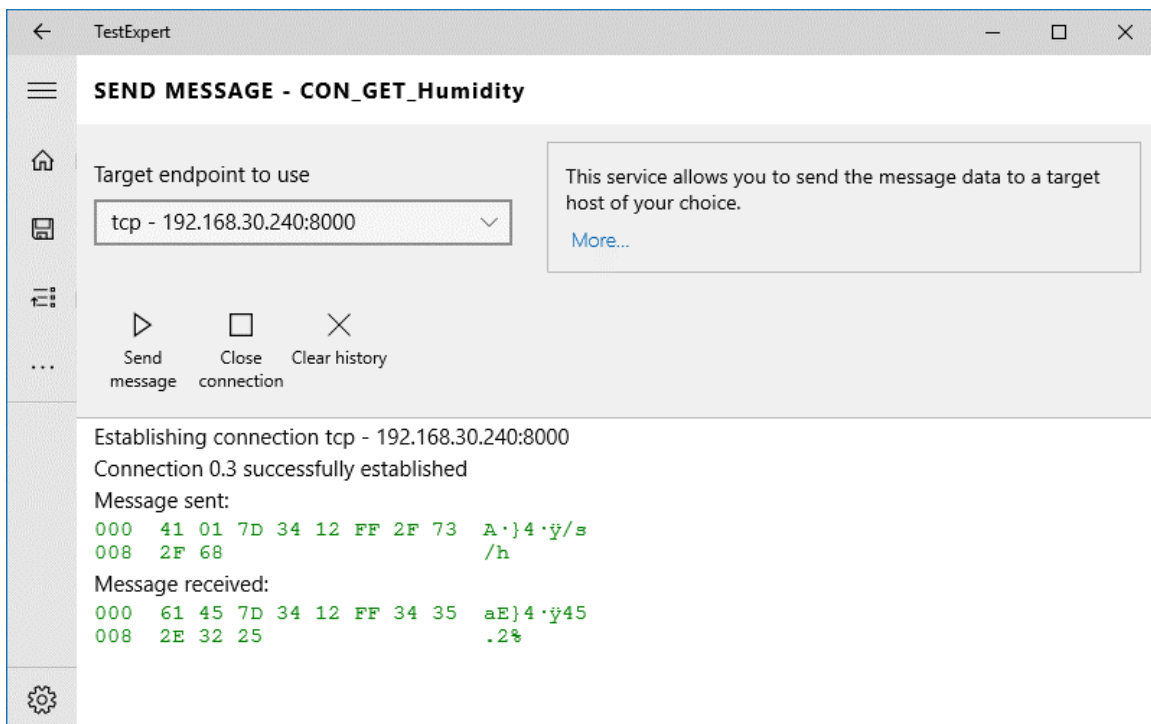 TestExpert
SEND MESSAGE - CON_GET_Humidity
Target endpoint to use
tcp - 192.168.30.240:8000
This service allows you to send the message data to a target
host of your choice.
More...
Send
message
Close
connection
Clear history
Establishing connection tcp - 192.168.30.240:8000
Connection 0.3 successfully established
Message sent:
000  41 01 7D 34 12 FF 2F 73  A·}4·ÿ/s
008  2F 68  /h
Message received:
000  61 45 7D 34 12 FF 34 35  aE}4·ÿ45
008  2E 32 25  .2%